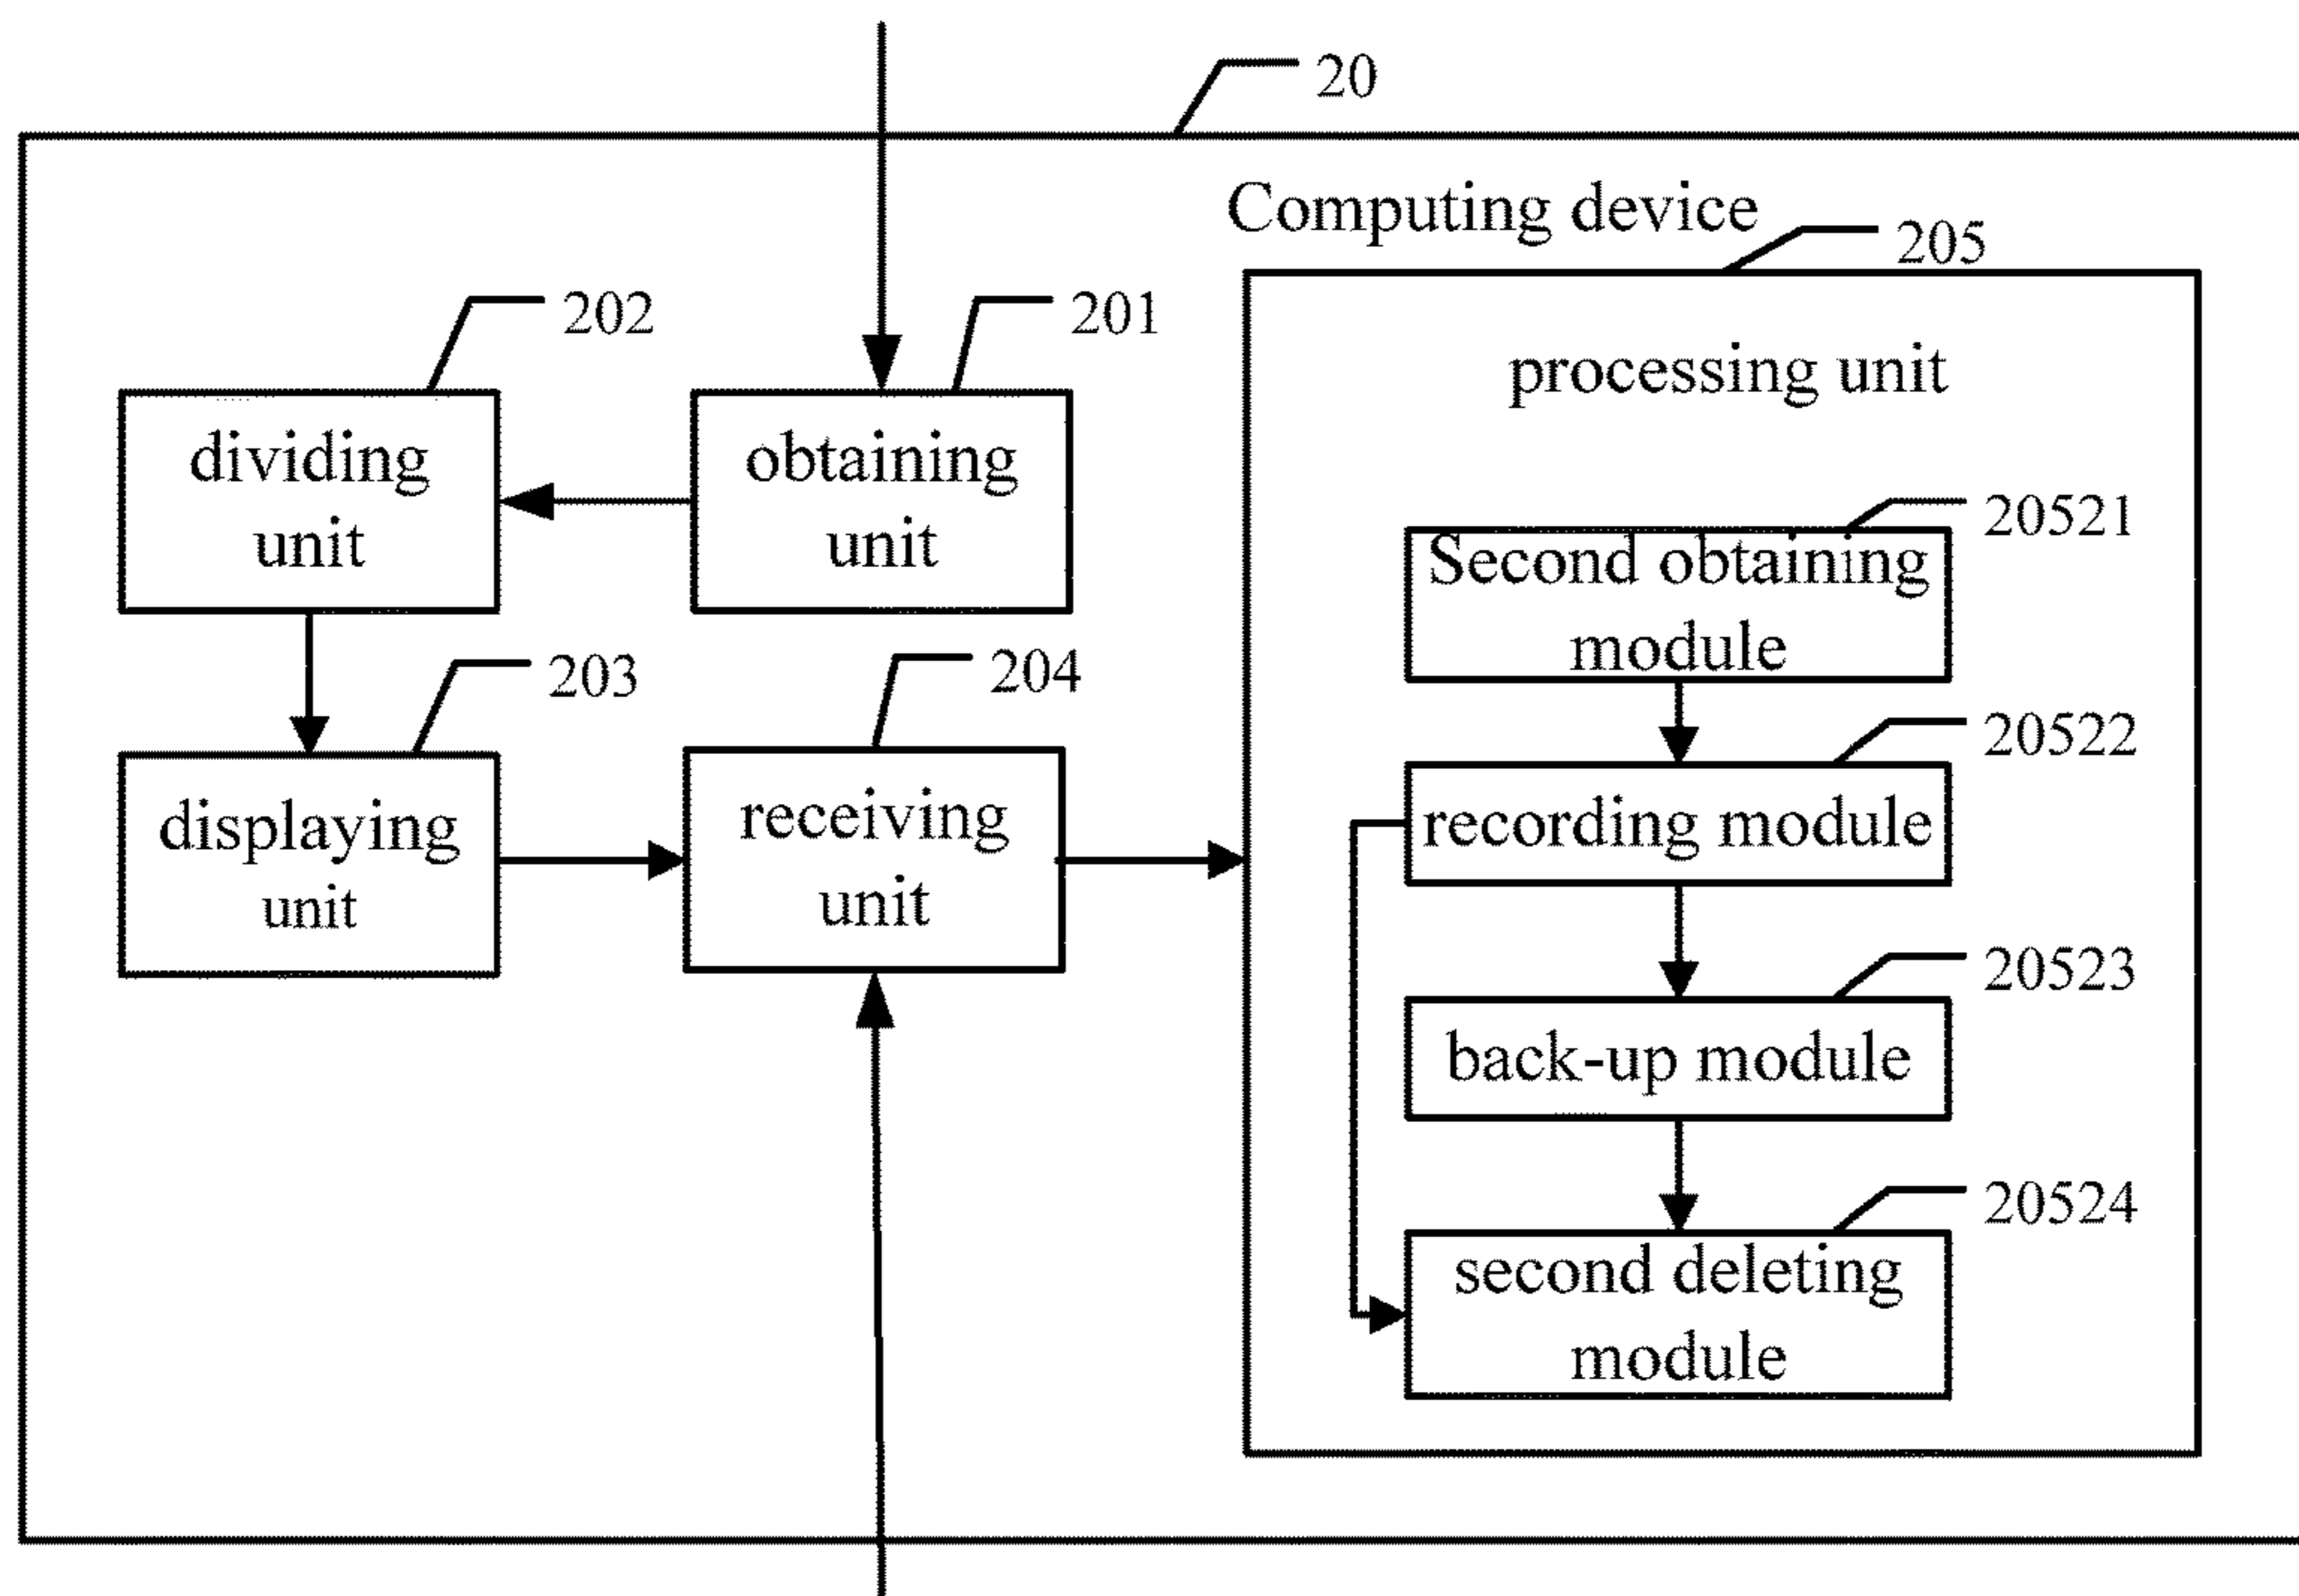 20
Computing device
205
202
201
processing unit
dividing
unit
obtaining
unit
20521
Second obtaining
module
203
204
20522
displaying
unit
receiving
unit
recording module
20523
back-up module
20524
second deleting
module